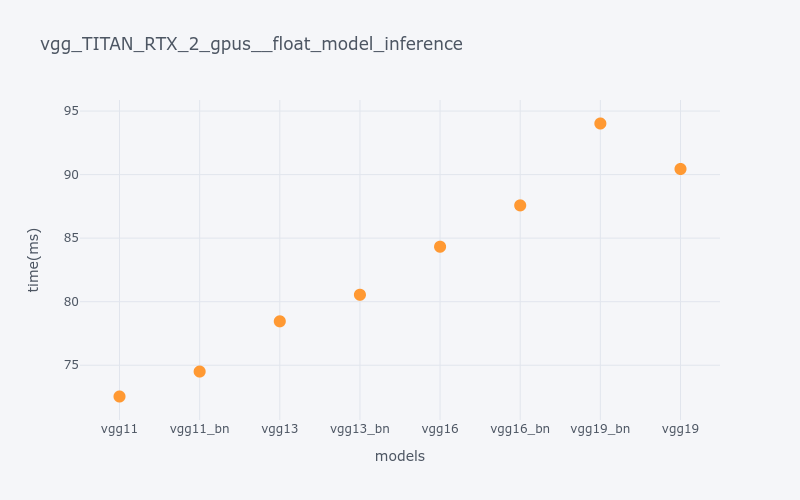 vgg_TITAN_RTX_2_gpus__float_model_inference
95
90
85
80
75
time(ms)
vgg11 vgg11_bn vgg13 vgg13_bn vgg16 vgg16_bn vgg19_bn vgg19
models